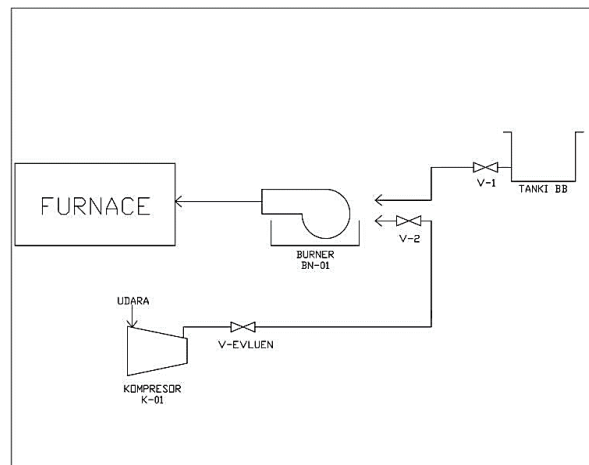 FURNACE
BURNER
BN-01
V-1
TANKI BB
V-2
UDARA
V-EVLUEN
KOMPRESOR
K-01